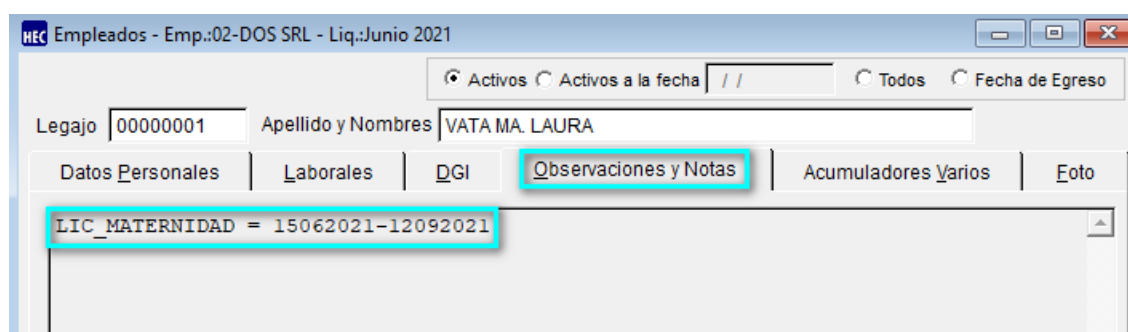 HEC Empleados - Emp.:02-DOS SRL - Liq.:Junio 2021
Activos Activos a la fecha / / Todos Fecha de Egreso
Legajo 00000001 Apellido y Nombres VATA MA. LAURA
Datos Personales Laborales DGI Observaciones y Notas Acumuladores Varios Foto
LIC_MATERNIDAD = 15062021-12092021